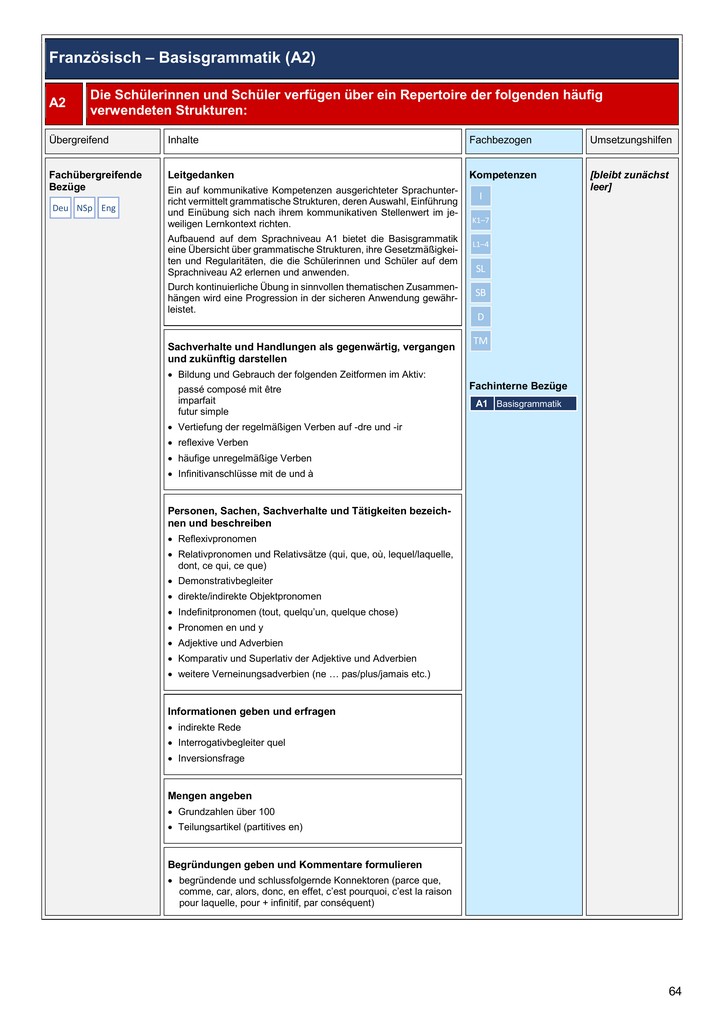 Französisch – Basisgrammatik (A2)
A2
Die Schülerinnen und Schüler verfügen über ein Repertoire der folgenden häufig
verwendeten Strukturen:
Übergreifend
Inhalte
Fachbezogen
Umsetzungshilfen
Fachübergreifende
Bezüge
Deu NSp Eng
Leitgedanken
Ein auf kommunikative Kompetenzen ausgerichteter Sprachunter-
richt vermittelt grammatische Strukturen, deren Auswahl, Einführung
und Einübung sich nach ihrem kommunikativen Stellenwert im je-
weiligen Lernkontext richten.
Aufbauend auf dem Sprachniveau A1 bietet die Basisgrammatik
eine Übersicht über grammatische Strukturen, ihre Gesetzmäßigkei-
ten und Regularitäten, die die Schülerinnen und Schüler auf dem
Sprachniveau A2 erlernen und anwenden.
Durch kontinuierliche Übung in sinnvollen thematischen Zusammen-
hängen wird eine Progression in der sicheren Anwendung gewähr-
leistet.
Sachverhalte und Handlungen als gegenwärtig, vergangen
und zukünftig darstellen
• Bildung und Gebrauch der folgenden Zeitformen im Aktiv:
passé composé mit être
imparfait
futur simple
• Vertiefung der regelmäßigen Verben auf -dre und -ir
• reflexive Verben
• häufige unregelmäßige Verben
• Infinitivanschlüsse mit de und à
Personen, Sachen, Sachverhalte und Tätigkeiten bezeich-
nen und beschreiben
• Reflexivpronomen
• Relativpronomen und Relativsätze (qui, que, où, lequel/laquelle,
dont, ce qui, ce que)
• Demonstrativbegleiter
• direkte/indirekte Objektpronomen
• Indefinitpronomen (tout, quelqu’un, quelque chose)
• Pronomen en und y
• Adjektive und Adverbien
• Komparativ und Superlativ der Adjektive und Adverbien
• weitere Verneinungsadverbien (ne … pas/plus/jamais etc.)
Informationen geben und erfragen
• indirekte Rede
• Interrogativbegleiter quel
• Inversionsfrage
Mengen angeben
• Grundzahlen über 100
• Teilungsartikel (partitives en)
Begründungen geben und Kommentare formulieren
• begründende und schlussfolgernde Konnektoren (parce que,
comme, car, alors, donc, en effet, c’est pourquoi, c’est la raison
pour laquelle, pour + infinitif, par conséquent)
Kompetenzen
I
K1–7
L1–4
SL
SB
D
TM
Fachinterne Bezüge
A1 Basisgrammatik
[bleibt zunächst
leer]
64